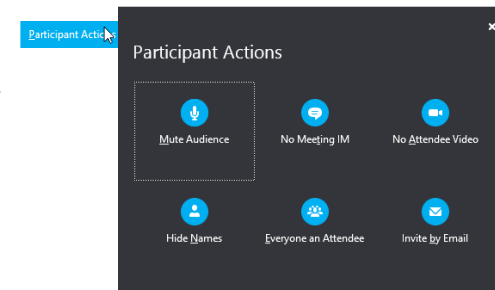 Participant Actions
Participant Actions
Mute Audience
No Meeting IM
No Attendee Video
Hide Names
Everyone an Attendee
Invite by Email